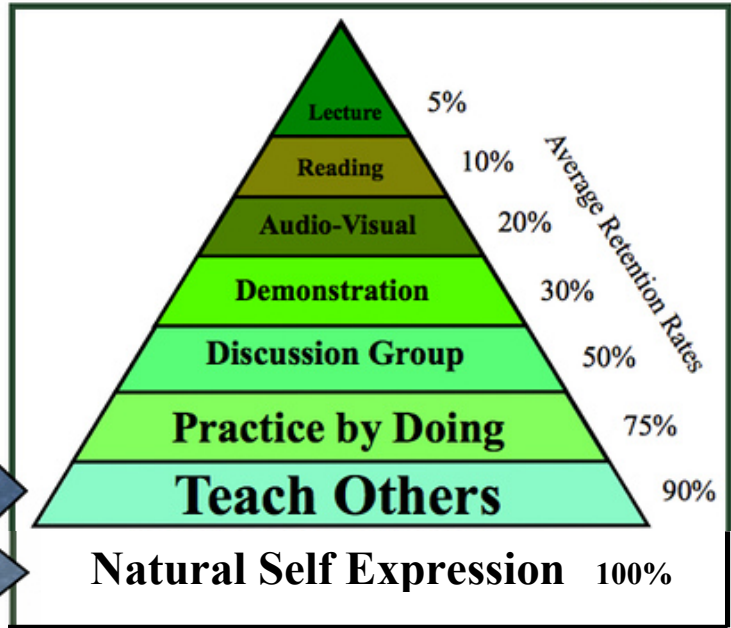 Lecture 5%
Reading 10%
Audio-Visual 20%
Demonstration 30%
Discussion Group 50%
Practice by Doing 75%
Teach Others 90%
Average Retention Rates
Natural Self Expression 100%